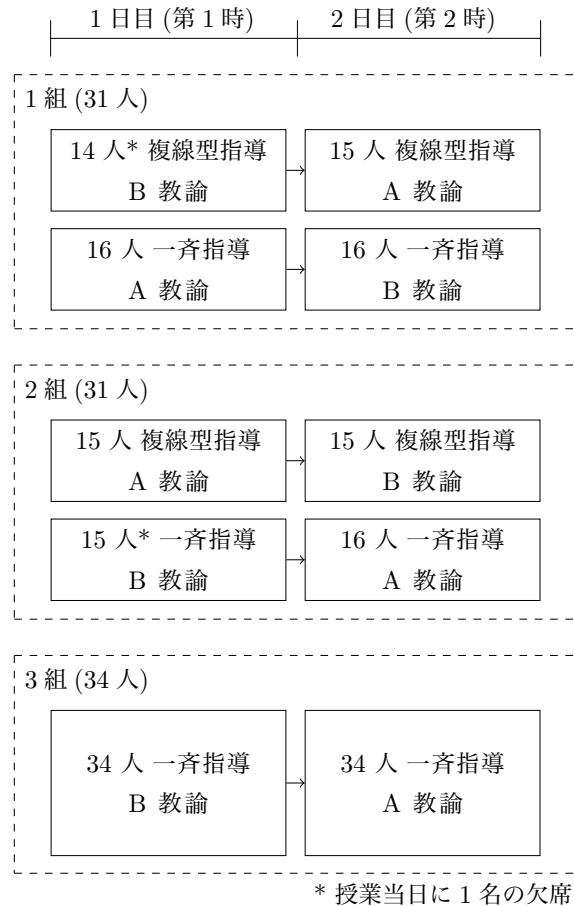 1 日目 (第 1 時)
2 日目 (第 2 時)
1 組 (31 人)
14 人* 複線型指導
B 教諭
15 人 複線型指導
A 教諭
16 人 一斉指導
A 教諭
16 人 一斉指導
B 教諭
2 組 (31 人)
15 人 複線型指導
A 教諭
15 人 複線型指導
B 教諭
15 人* 一斉指導
B 教諭
16 人 一斉指導
A 教諭
3 組 (34 人)
34 人 一斉指導
B 教諭
34 人 一斉指導
A 教諭
* 授業当日に 1 名の欠席